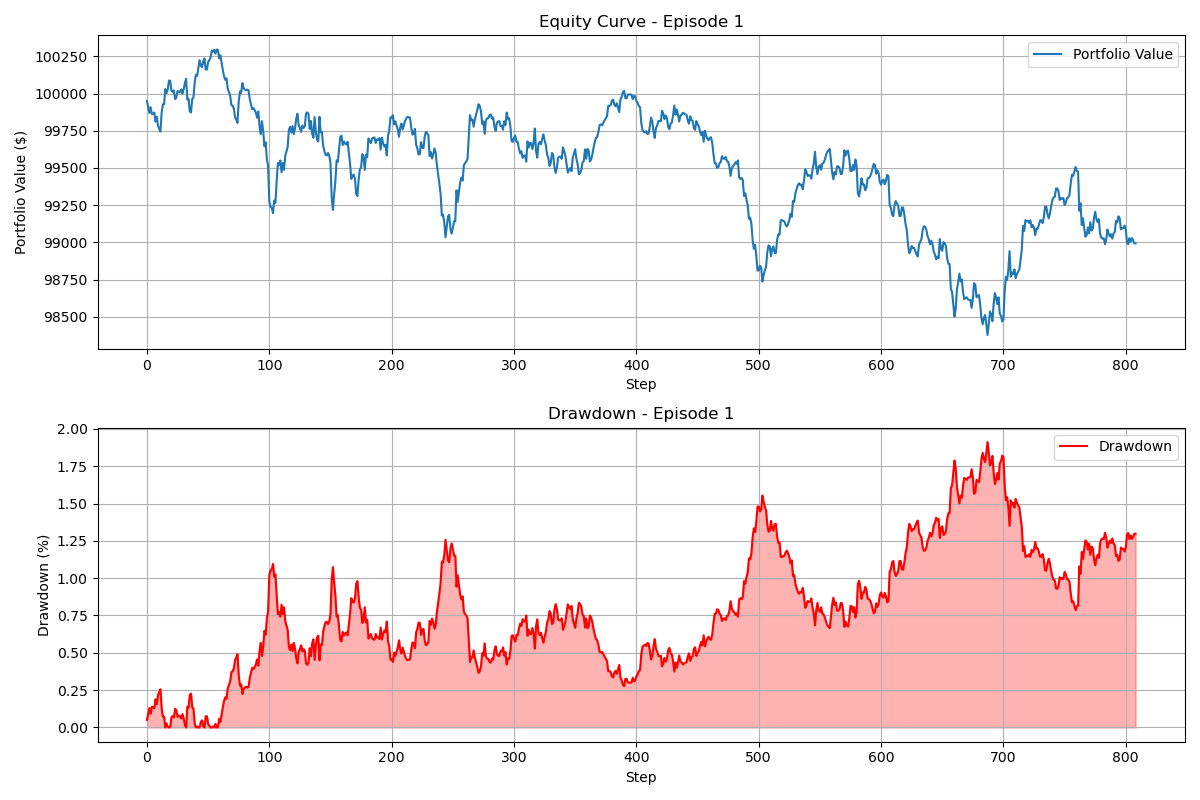 Equity Curve - Episode 1
Portfolio Value ($)
100250
100000
99750
99500
99250
99000
98750
98500
Portfolio Value
0 100 200 300 400 500 600 700 800
Step
Drawdown - Episode 1
Drawdown (%)
2.00
1.75
1.50
1.25
1.00
0.75
0.50
0.25
0.00
Drawdown
0 100 200 300 400 500 600 700 800
Step